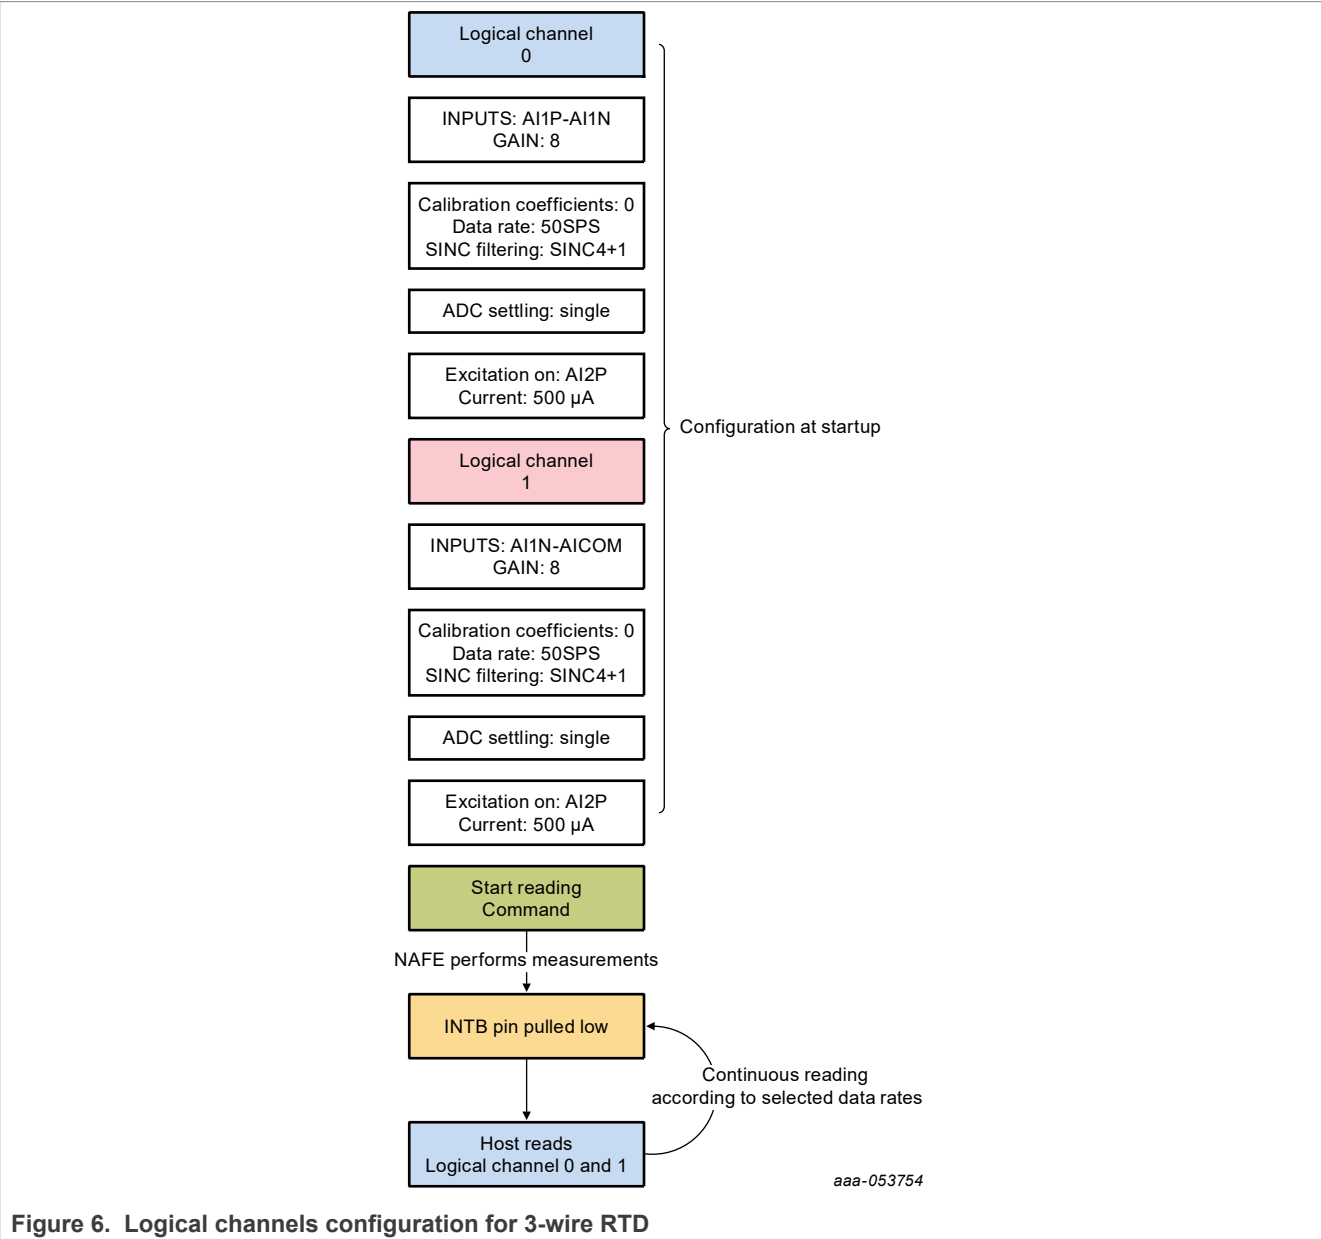 Logical channel
0
INPUTS: AI1P-AI1N
GAIN: 8
Calibration coefficients: 0
Data rate: 50SPS
SINC filtering: SINC4+1
ADC settling: single
Excitation on: AI2P
Current: 500 µA
Configuration at startup
Logical channel
1
INPUTS: AI1N-AICOM
GAIN: 8
Calibration coefficients: 0
Data rate: 50SPS
SINC filtering: SINC4+1
ADC settling: single
Excitation on: AI2P
Current: 500 µA
Start reading
Command
NAFE performs measurements
INTB pin pulled low
Continuous reading
according to selected data rates
Host reads
Logical channel 0 and 1
aaa-053754
Figure 6. Logical channels configuration for 3-wire RTD